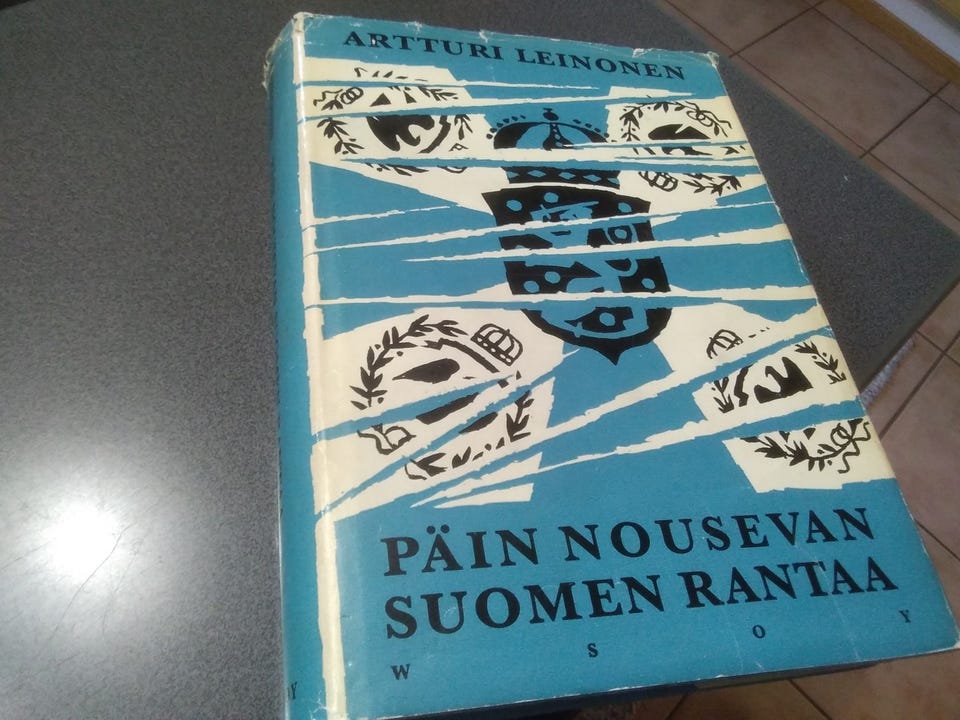 ARTTURI LEINONEN
PÄIN NOUSEVAN
SUOMEN RANTAA
W S O Y